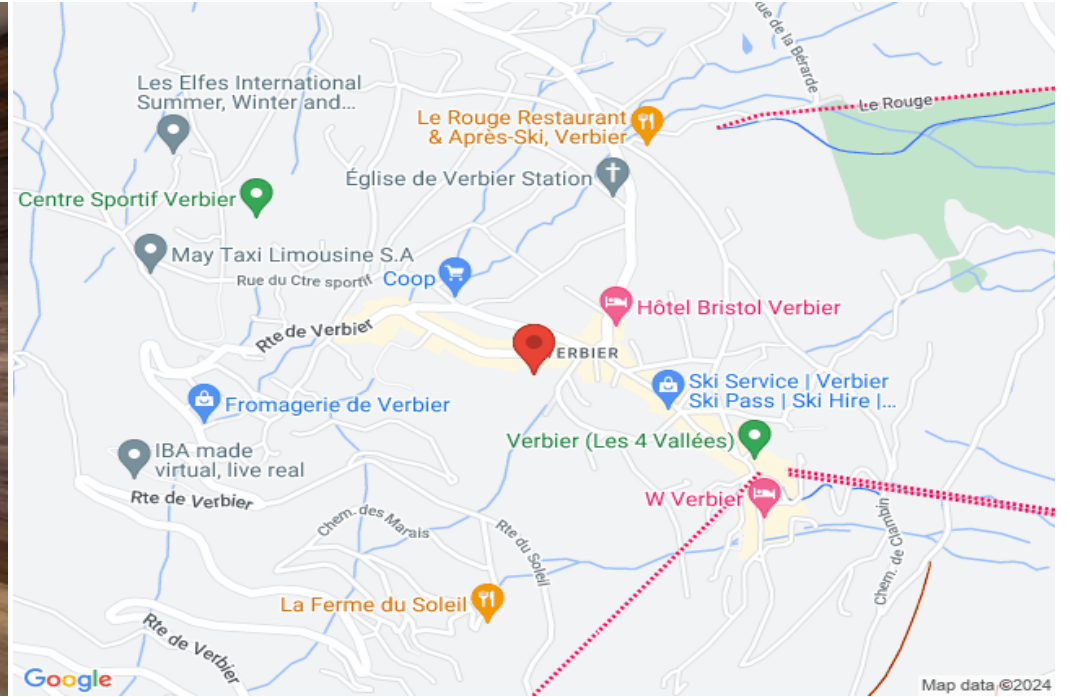 Rue de la Bérarde
Les Elfes International
Summer, Winter and...
Le Rouge
Le Rouge Restaurant
& Après-Ski, Verbier
Église de Verbier Station
Centre Sportif Verbier
May Taxi Limousine S.A
Rue du Ctre sportif
Coop
Hôtel Bristol Verbier
Rte de Verbier
VERBIER
Ski Service | Verbier
Ski Pass | Ski Hire |...
Fromagerie de Verbier
Verbier (Les 4 Vallées)
IBA made
virtual, live real
Rte de Verbier
W Verbier
Chem. des Marais
Rte du Soleil
Chem. de Clambin
La Ferme du Soleil
Rte de Verbier
Google
Map data ©2024